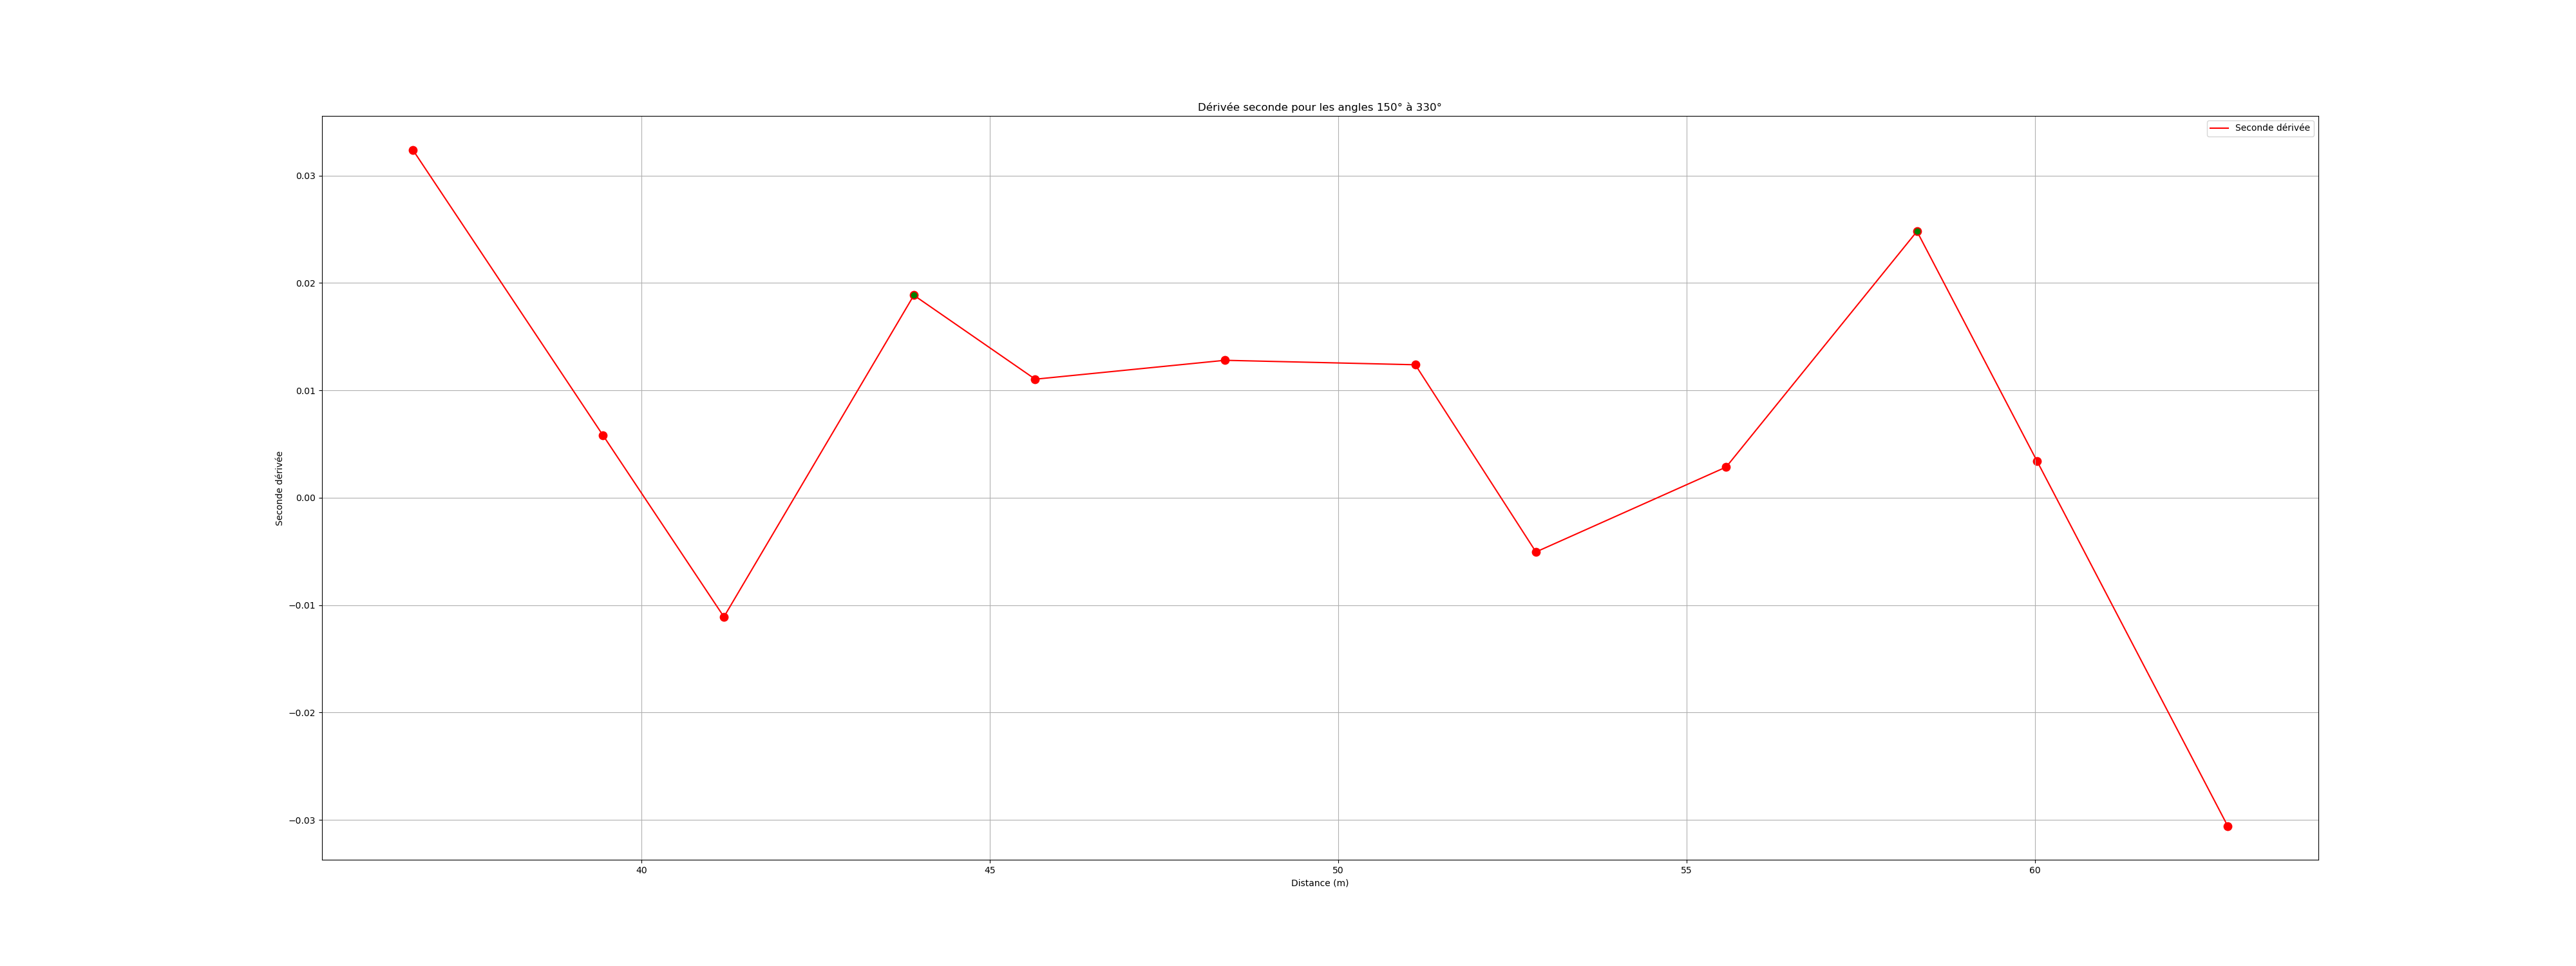 Dérivée seconde pour les angles 150° à 330°
Seconde dérivée
0.03
0.02
0.01
0.00
−0.01
−0.02
−0.03
Seconde dérivée
40 45 50 55 60
Distance (m)